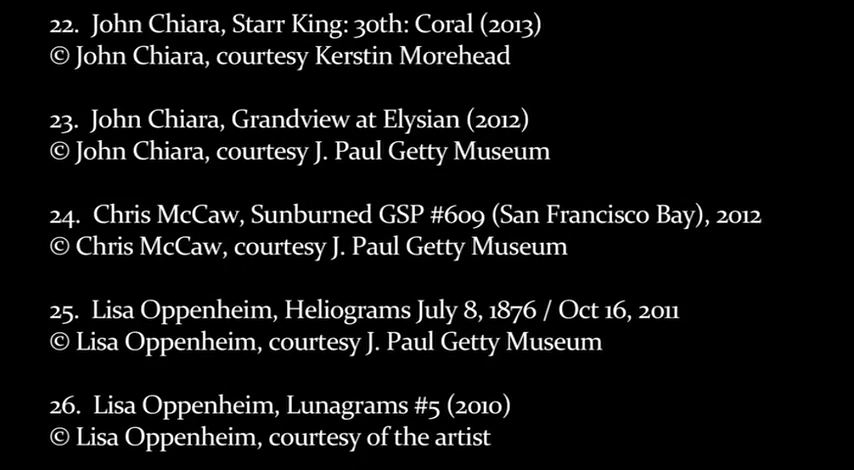 22. John Chiara, Starr King: 30th: Coral (2013)
© John Chiara, courtesy Kerstin Morehead
23. John Chiara, Grandview at Elysian (2012)
© John Chiara, courtesy J. Paul Getty Museum
24. Chris McCaw, Sunburned GSP #609 (San Francisco Bay), 2012
© Chris McCaw, courtesy J. Paul Getty Museum
25. Lisa Oppenheim, Heliograms July 8, 1876 / Oct 16, 2011
© Lisa Oppenheim, courtesy J. Paul Getty Museum
26. Lisa Oppenheim, Lunagrams #5 (2010)
© Lisa Oppenheim, courtesy of the artist